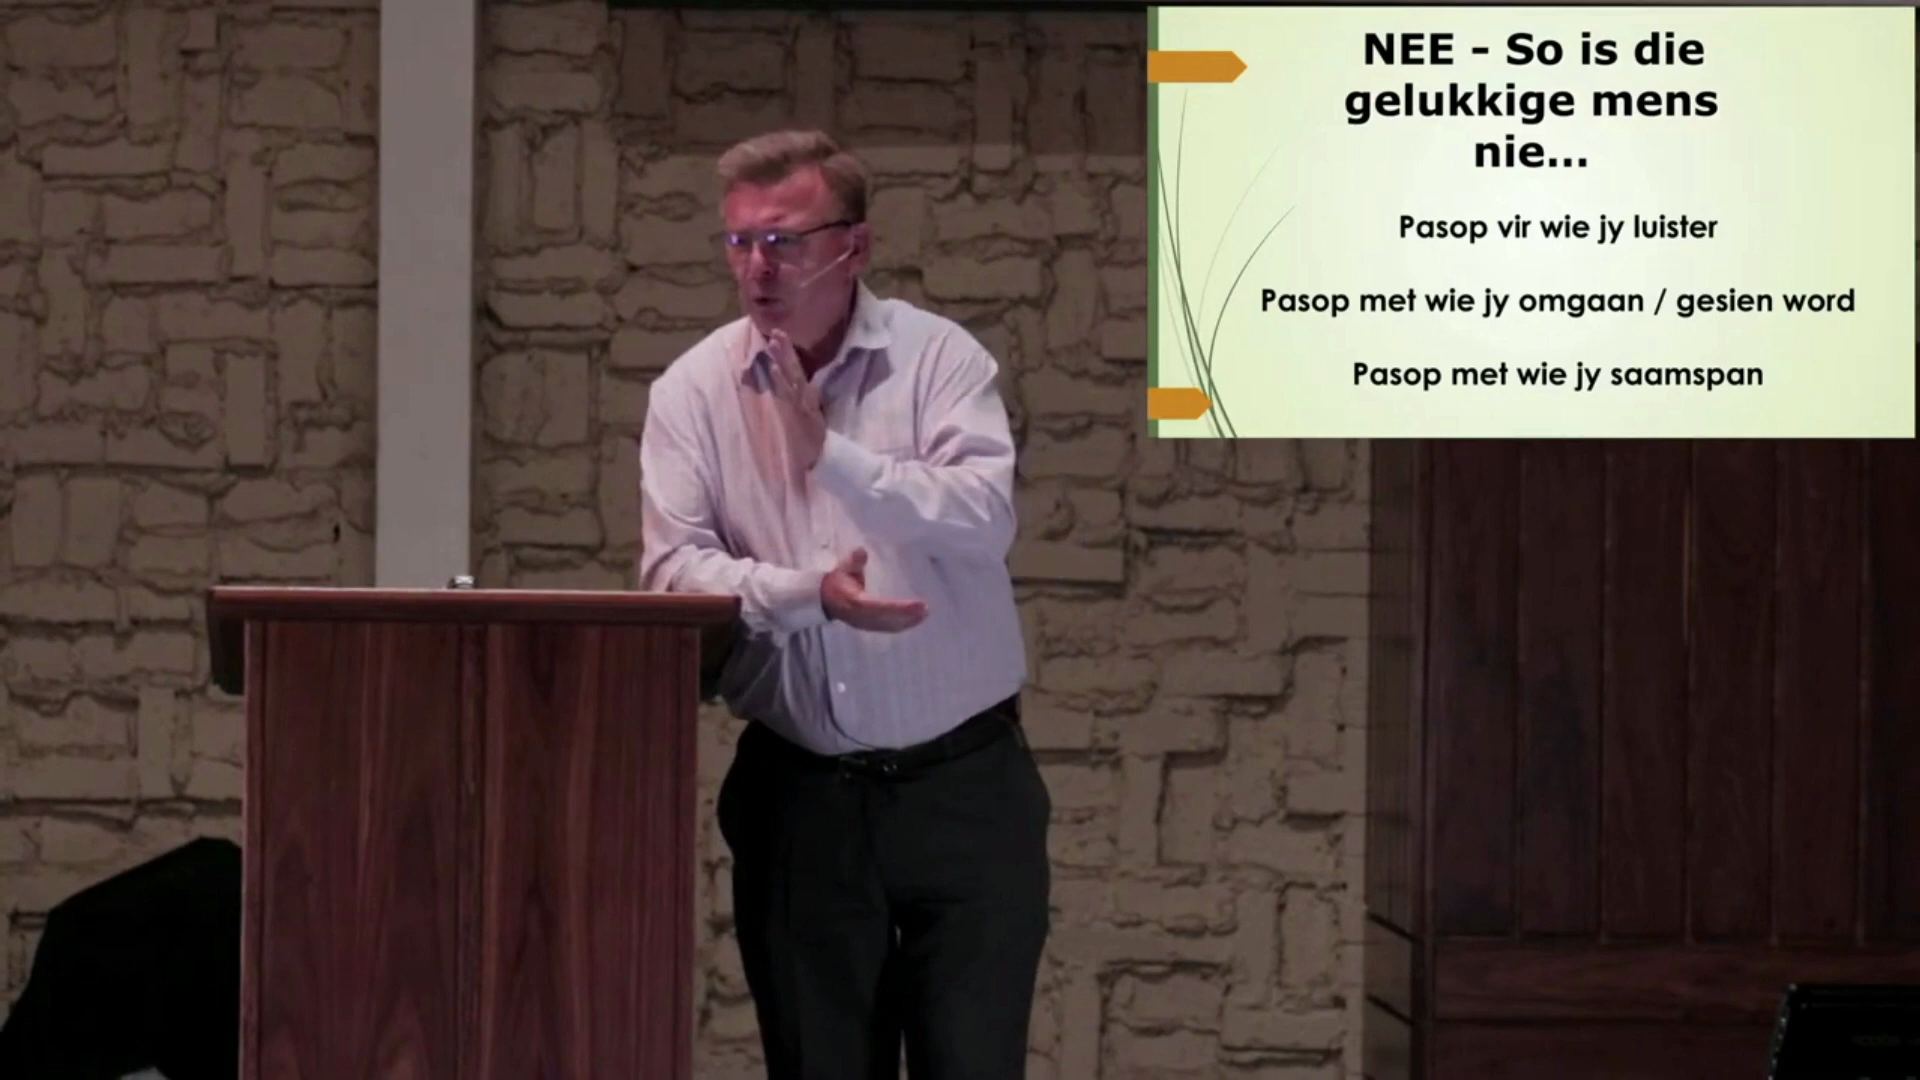 NEE - So is die
gelukkige mens
nie...
Pasop vir wie jy luister
Pasop met wie jy omgaan / gesien word
Pasop met wie jy saamspan